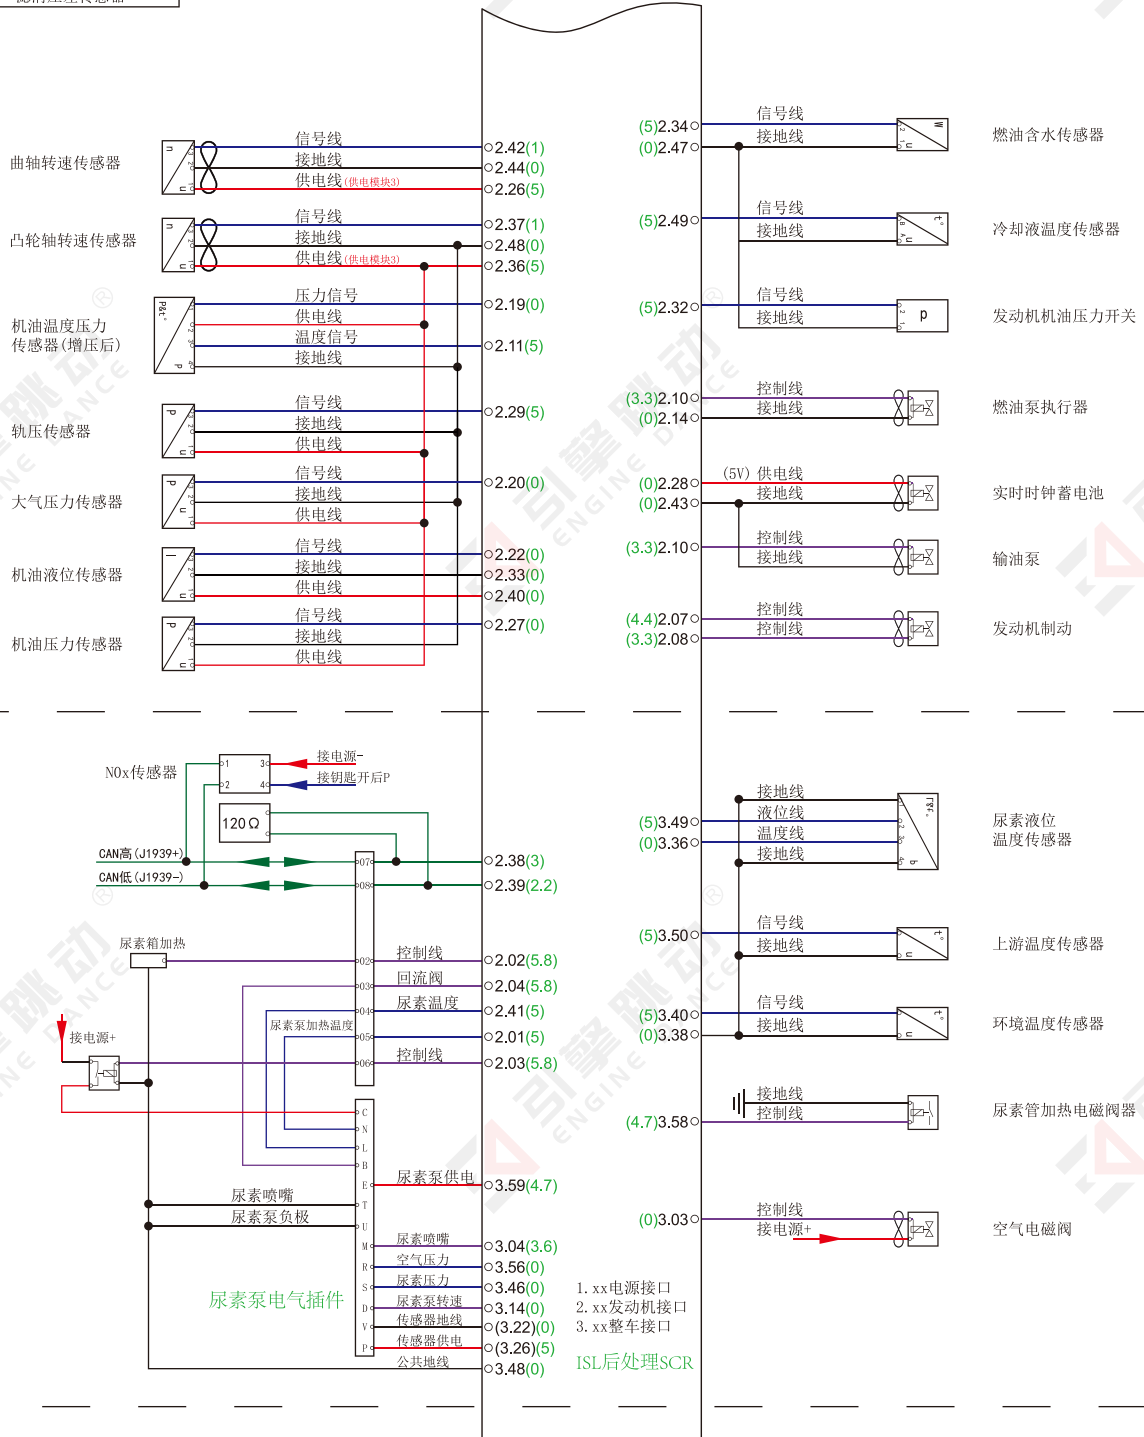 曲轴转速传感器
信号线
2.42(1)
接地线
2.44(0)
供电线(供电模块3)
2.26(5)
凸轮轴转速传感器
信号线
2.37(1)
接地线
2.48(0)
供电线(供电模块3)
2.36(5)
机油温度压力
传感器(增压后)
压力信号
2.19(0)
供电线
温度信号
2.11(5)
接地线
轨压传感器
信号线
2.29(5)
接地线
供电线
大气压力传感器
信号线
2.20(0)
接地线
供电线
机油液位传感器
信号线
2.22(0)
接地线
2.33(0)
供电线
2.40(0)
机油压力传感器
信号线
2.27(0)
接地线
供电线
(5)2.34
信号线
(0)2.47
接地线
燃油含水传感器
(5)2.49
信号线
接地线
冷却液温度传感器
(5)2.32
信号线
接地线
发动机机油压力开关
(3.3)2.10
控制线
(0)2.14
接地线
燃油泵执行器
(0)2.28
(5V) 供电线
(0)2.43
接地线
实时时钟蓄电池
(3.3)2.10
控制线
接地线
输油泵
(4.4)2.07
控制线
(3.3)2.08
控制线
发动机制动
NOx传感器
1
2
3
4
接电源-
接钥匙开后P
120Ω
CAN高(J1939+)
07
2.38(3)
CAN低(J1939-)
08
2.39(2.2)
尿素箱加热
02
控制线
2.02(5.8)
03
回流阀
2.04(5.8)
04
尿素温度
2.41(5)
尿素泵加热温度
05
2.01(5)
接电源+
06
控制线
2.03(5.8)
C
N
L
B
E
尿素泵供电
3.59(4.7)
尿素喷嘴
T
尿素泵负极
U
M
尿素喷嘴
3.04(3.6)
R
空气压力
3.56(0)
S
尿素压力
3.46(0)
D
尿素泵转速
3.14(0)
V
传感器地线
(3.22)(0)
P
传感器供电
(3.26)(5)
公共地线
3.48(0)
尿素泵电气插件
接地线
(5)3.49
液位线
(0)3.36
温度线
接地线
尿素液位
温度传感器
(5)3.50
信号线
接地线
上游温度传感器
(5)3.40
信号线
(0)3.38
接地线
环境温度传感器
接地线
(4.7)3.58
控制线
尿素管加热电磁阀器
(0)3.03
控制线
接电源+
空气电磁阀
1. xx电源接口
2. xx发动机接口
3. xx整车接口
ISL后处理SCR
引擎跳动
ENGINE DANCE